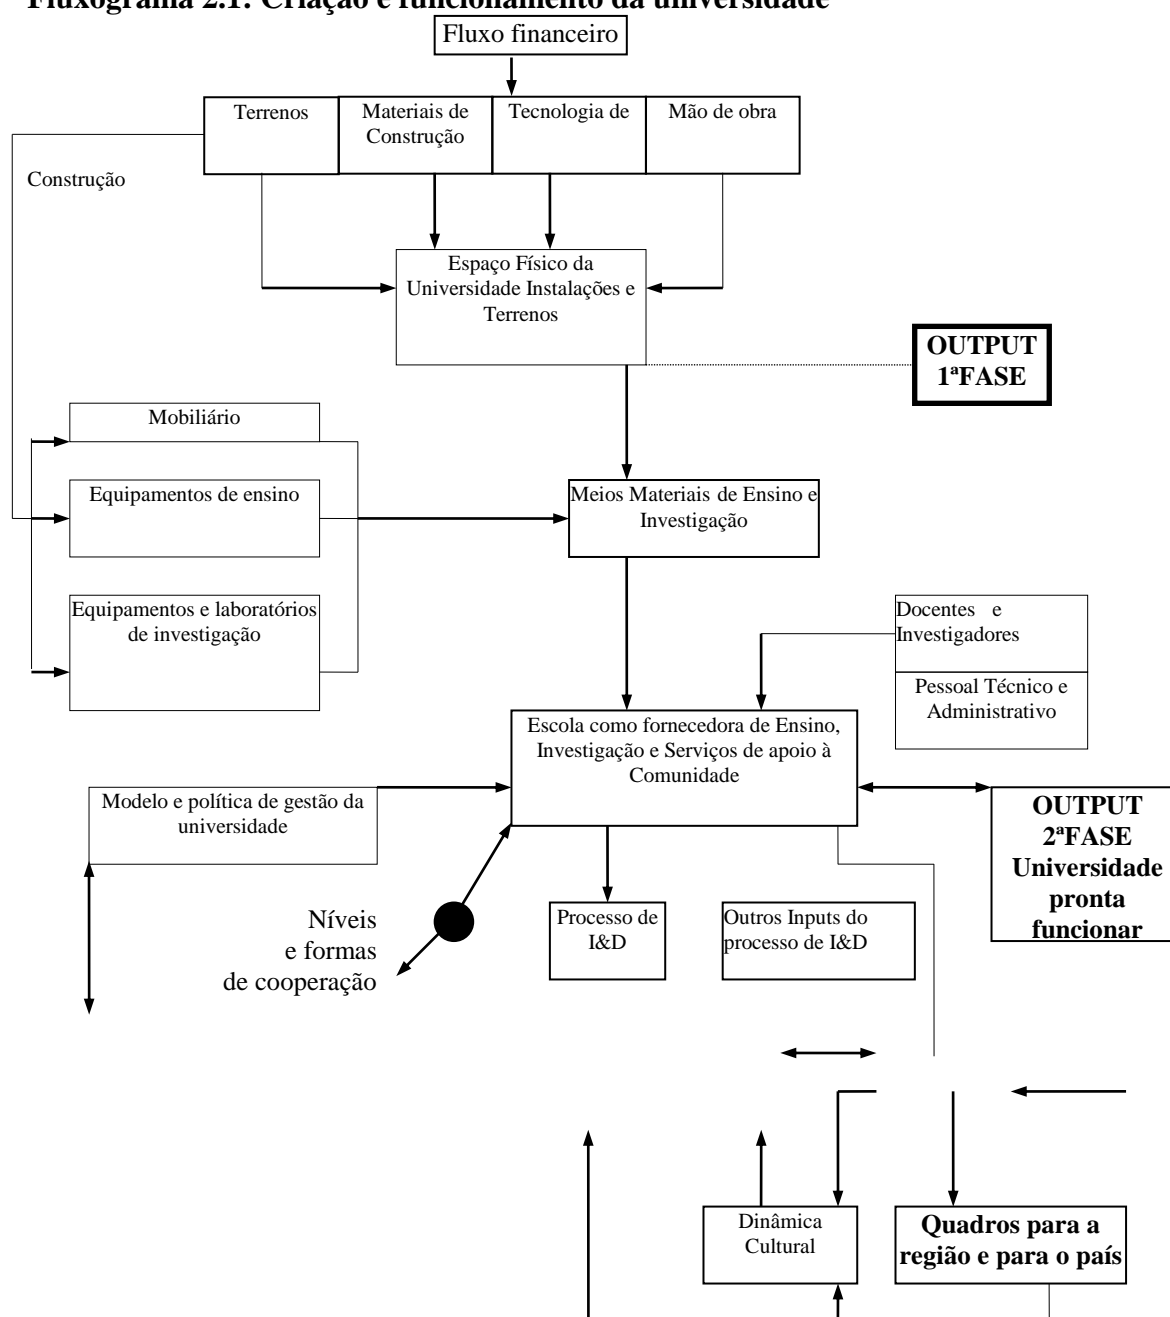 Fluxograma 2.1: Criação e funcionamento da universidade
Fluxo financeiro
Terrenos
Materiais de
Construção
Tecnologia de
Mão de obra
Construção
Espaço Físico da
Universidade Instalações e
Terrenos
OUTPUT
1ªFASE
Mobiliário
Equipamentos de ensino
Meios Materiais de Ensino e
Investigação
Equipamentos e laboratórios
de investigação
Docentes e
Investigadores
Pessoal Técnico e
Administrativo
Escola como fornecedora de Ensino,
Investigação e Serviços de apoio à
Comunidade
Modelo e política de gestão da
universidade
OUTPUT
2ªFASE
Universidade
pronta
funcionar
Níveis
e formas
de cooperação
Processo de
I&D
Outros Inputs do
processo de I&D
Dinâmica
Cultural
Quadros para a
região e para o país